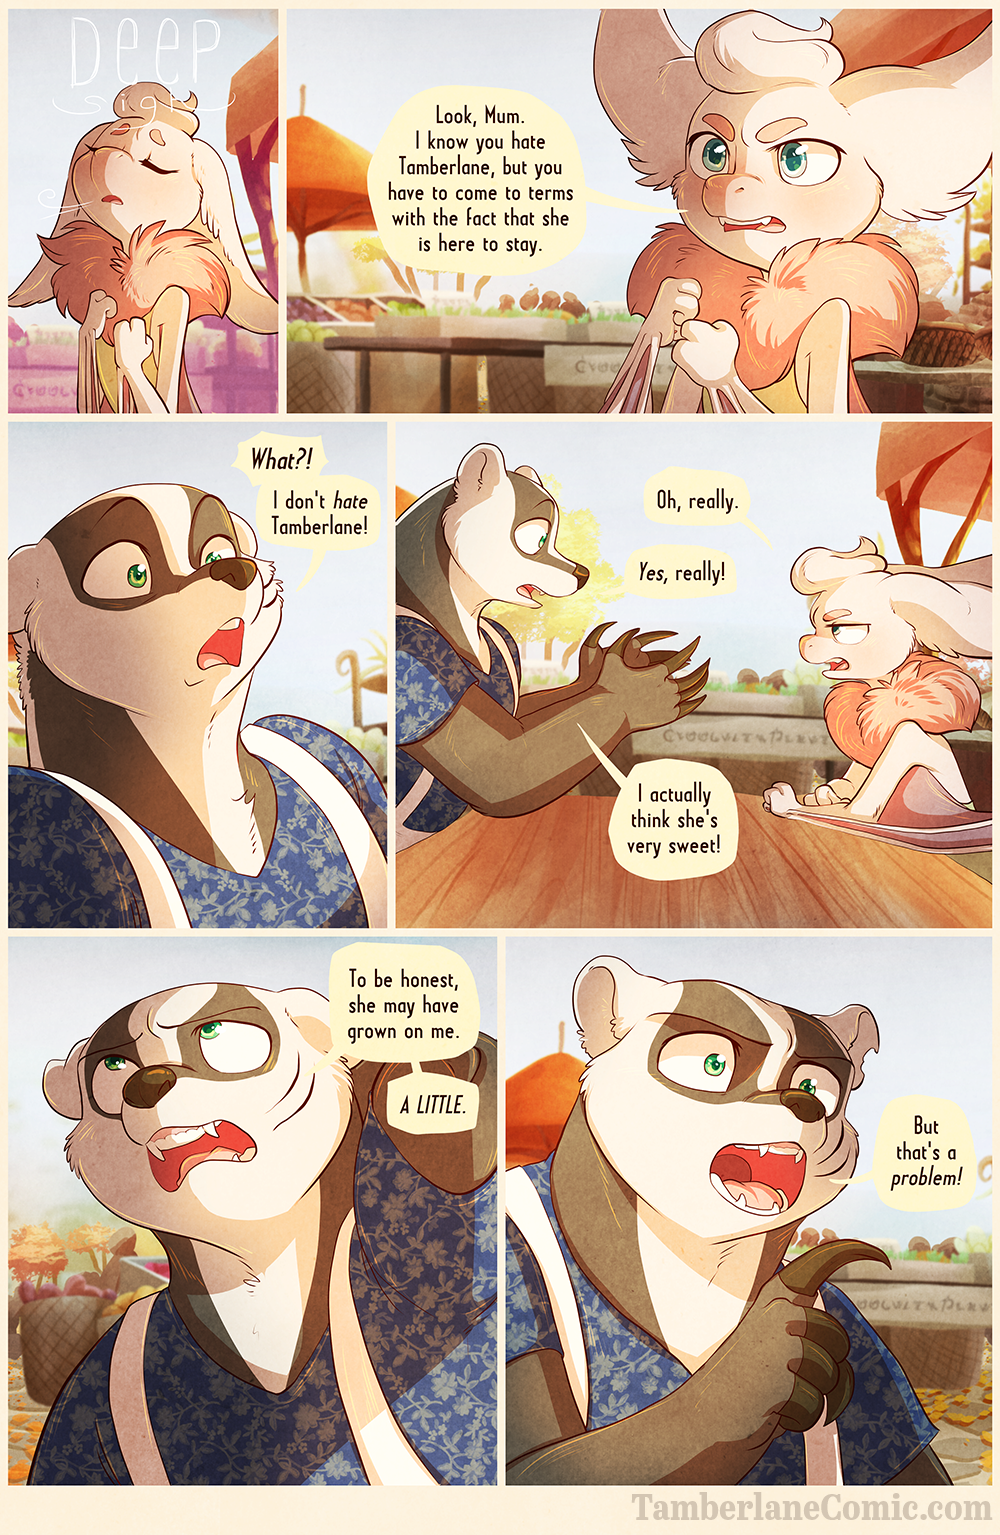 DEEP
sigh
Look, Mum.
I know you hate
Tamberlane, but you
have to come to terms
with the fact that she
is here to stay.
What?!
I don't hate
Tamberlane!
Oh, really.
Yes, really!
I actually
think she's
very sweet!
To be honest,
she may have
grown on me.
A LITTLE.
But
that's a
problem!
TamberlaneComic.com